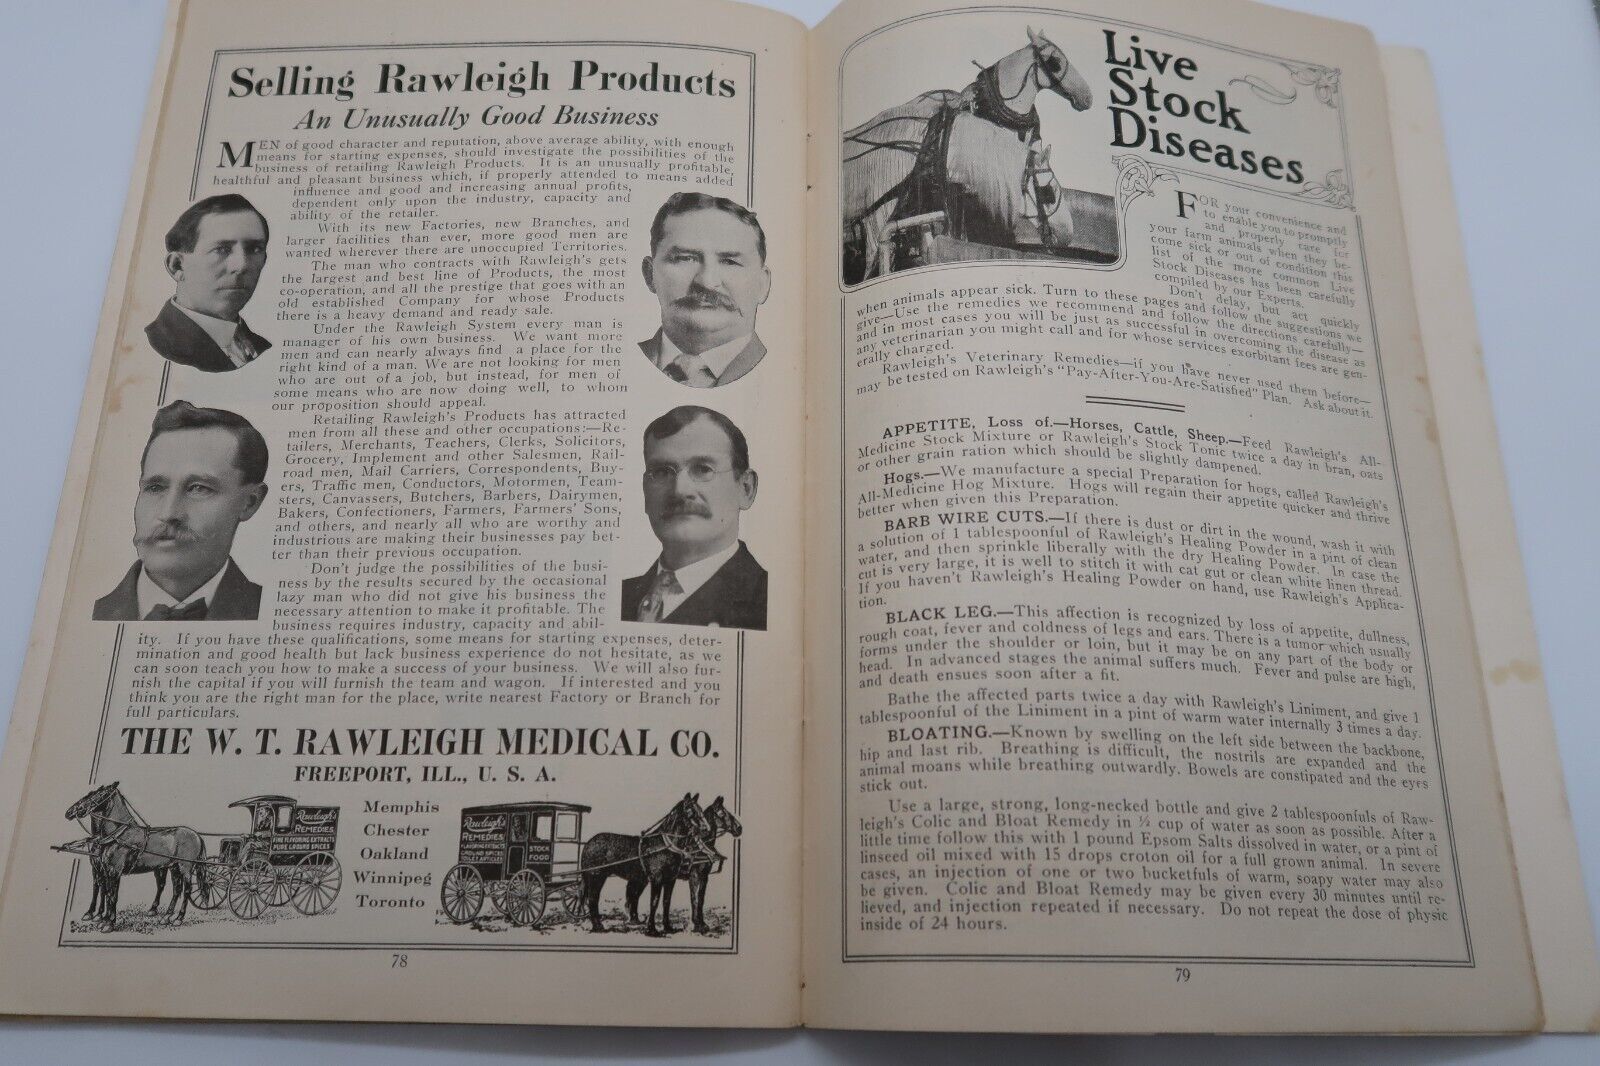 Selling Rawleigh Products
An Unusually Good Business
MEN of good character and reputation, above average ability, with enough
means for starting expenses, should investigate the possibilities of the
business of retailing Rawleigh Products. It is an unusually profitable,
healthful and pleasant business which, if properly attended to means added
influence and good and increasing annual profits,
dependent only upon the industry, capacity and
ability of the retailer.
With its new Factories, new Branches, and
larger facilities than ever, more good men are
wanted wherever there are unoccupied Territories.
The man who contracts with Rawleigh's gets
the largest and best line of Products, the most
co-operation, and all the prestige that goes with an
old established Company for whose Products
there is a heavy demand and ready sale.
Under the Rawleigh System every man is
manager of his own business. We want more
men and can nearly always find a place for the
right kind of a man. We are not looking for men
who are out of a job, but instead, for men of
some means who are now doing well, to whom
our proposition should appeal.
Retailing Rawleigh's Products has attracted
men from all these and other occupations:—Re-
tailers, Merchants, Teachers, Clerks, Solicitors,
Grocery, Implement and other Salesmen, Rail-
road men, Mail Carriers, Correspondents, Buy-
ers, Traffic men, Conductors, Motormen, Team-
sters, Canvassers, Butchers, Barbers, Dairymen,
Bakers, Confectioners, Farmers, Farmers' Sons,
and others, and nearly all who are worthy and
industrious are making their businesses pay bet-
ter than their previous occupation.
Don't judge the possibilities of the busi-
ness by the results secured by the occasional
lazy man who did not give his business the
necessary attention to make it profitable. The
business requires industry, capacity and abil-
ity. If you have these qualifications, some means for starting expenses, deter-
mination and good health but lack business experience do not hesitate, as we
can soon teach you how to make a success of your business. We will also fur-
nish the capital if you will furnish the team and wagon. If interested and you
think you are the right man for the place, write nearest Factory or Branch for
full particulars.
THE W. T. RAWLEIGH MEDICAL CO.
FREEPORT, ILL., U. S. A.
Rawleigh's
REMEDIES
FINE FLAVORING EXTRACTS
PURE GROUND SPICES
Memphis
Chester
Oakland
Winnipeg
Toronto
Rawleigh's
REMEDIES
FLAVORING EXTRACTS
GROUND SPICES
TOILET ARTICLES
STOCK
FOOD
78
Live
Stock
Diseases
FOR your convenience and
to enable you to promptly
and properly care for
your farm animals when they be-
come sick or out of condition this
list of the more common Live
Stock Diseases has been carefully
compiled by our Experts.
Don't delay, but act quickly
when animals appear sick. Turn to these pages and follow the suggestions we
give—Use the remedies we recommend and follow the directions carefully—
and in most cases you will be just as successful in overcoming the disease as
any veterinarian you might call and for whose services exorbitant fees are gen-
erally charged.
Rawleigh's Veterinary Remedies—if you have never used them before—
may be tested on Rawleigh's "Pay-After-You-Are-Satisfied" Plan. Ask about it.
APPETITE, Loss of.—Horses, Cattle, Sheep.—Feed Rawleigh's All-
Medicine Stock Mixture or Rawleigh's Stock Tonic twice a day in bran, oats
or other grain ration which should be slightly dampened.
Hogs.—We manufacture a special Preparation for hogs, called Rawleigh's
All-Medicine Hog Mixture. Hogs will regain their appetite quicker and thrive
better when given this Preparation.
BARB WIRE CUTS.—If there is dust or dirt in the wound, wash it with
a solution of 1 tablespoonful of Rawleigh's Healing Powder in a pint of clean
water, and then sprinkle liberally with the dry Healing Powder. In case the
cut is very large, it is well to stitch it with cat gut or clean white linen thread.
If you haven't Rawleigh's Healing Powder on hand, use Rawleigh's Applica-
tion.
BLACK LEG.—This affection is recognized by loss of appetite, dullness,
rough coat, fever and coldness of legs and ears. There is a tumor which usually
forms under the shoulder or loin, but it may be on any part of the body or
head. In advanced stages the animal suffers much. Fever and pulse are high,
and death ensues soon after a fit.
Bathe the affected parts twice a day with Rawleigh's Liniment, and give 1
tablespoonful of the Liniment in a pint of warm water internally 3 times a day.
BLOATING.—Known by swelling on the left side between the backbone,
hip and last rib. Breathing is difficult, the nostrils are expanded and the
animal moans while breathing outwardly. Bowels are constipated and the eyes
stick out.
Use a large, strong, long-necked bottle and give 2 tablespoonfuls of Raw-
leigh's Colic and Bloat Remedy in ½ cup of water as soon as possible. After a
little time follow this with 1 pound Epsom Salts dissolved in water, or a pint of
linseed oil mixed with 15 drops croton oil for a full grown animal. In severe
cases, an injection of one or two bucketfuls of warm, soapy water may also
be given. Colic and Bloat Remedy may be given every 30 minutes until re-
lieved, and injection repeated if necessary. Do not repeat the dose of physic
inside of 24 hours.
79